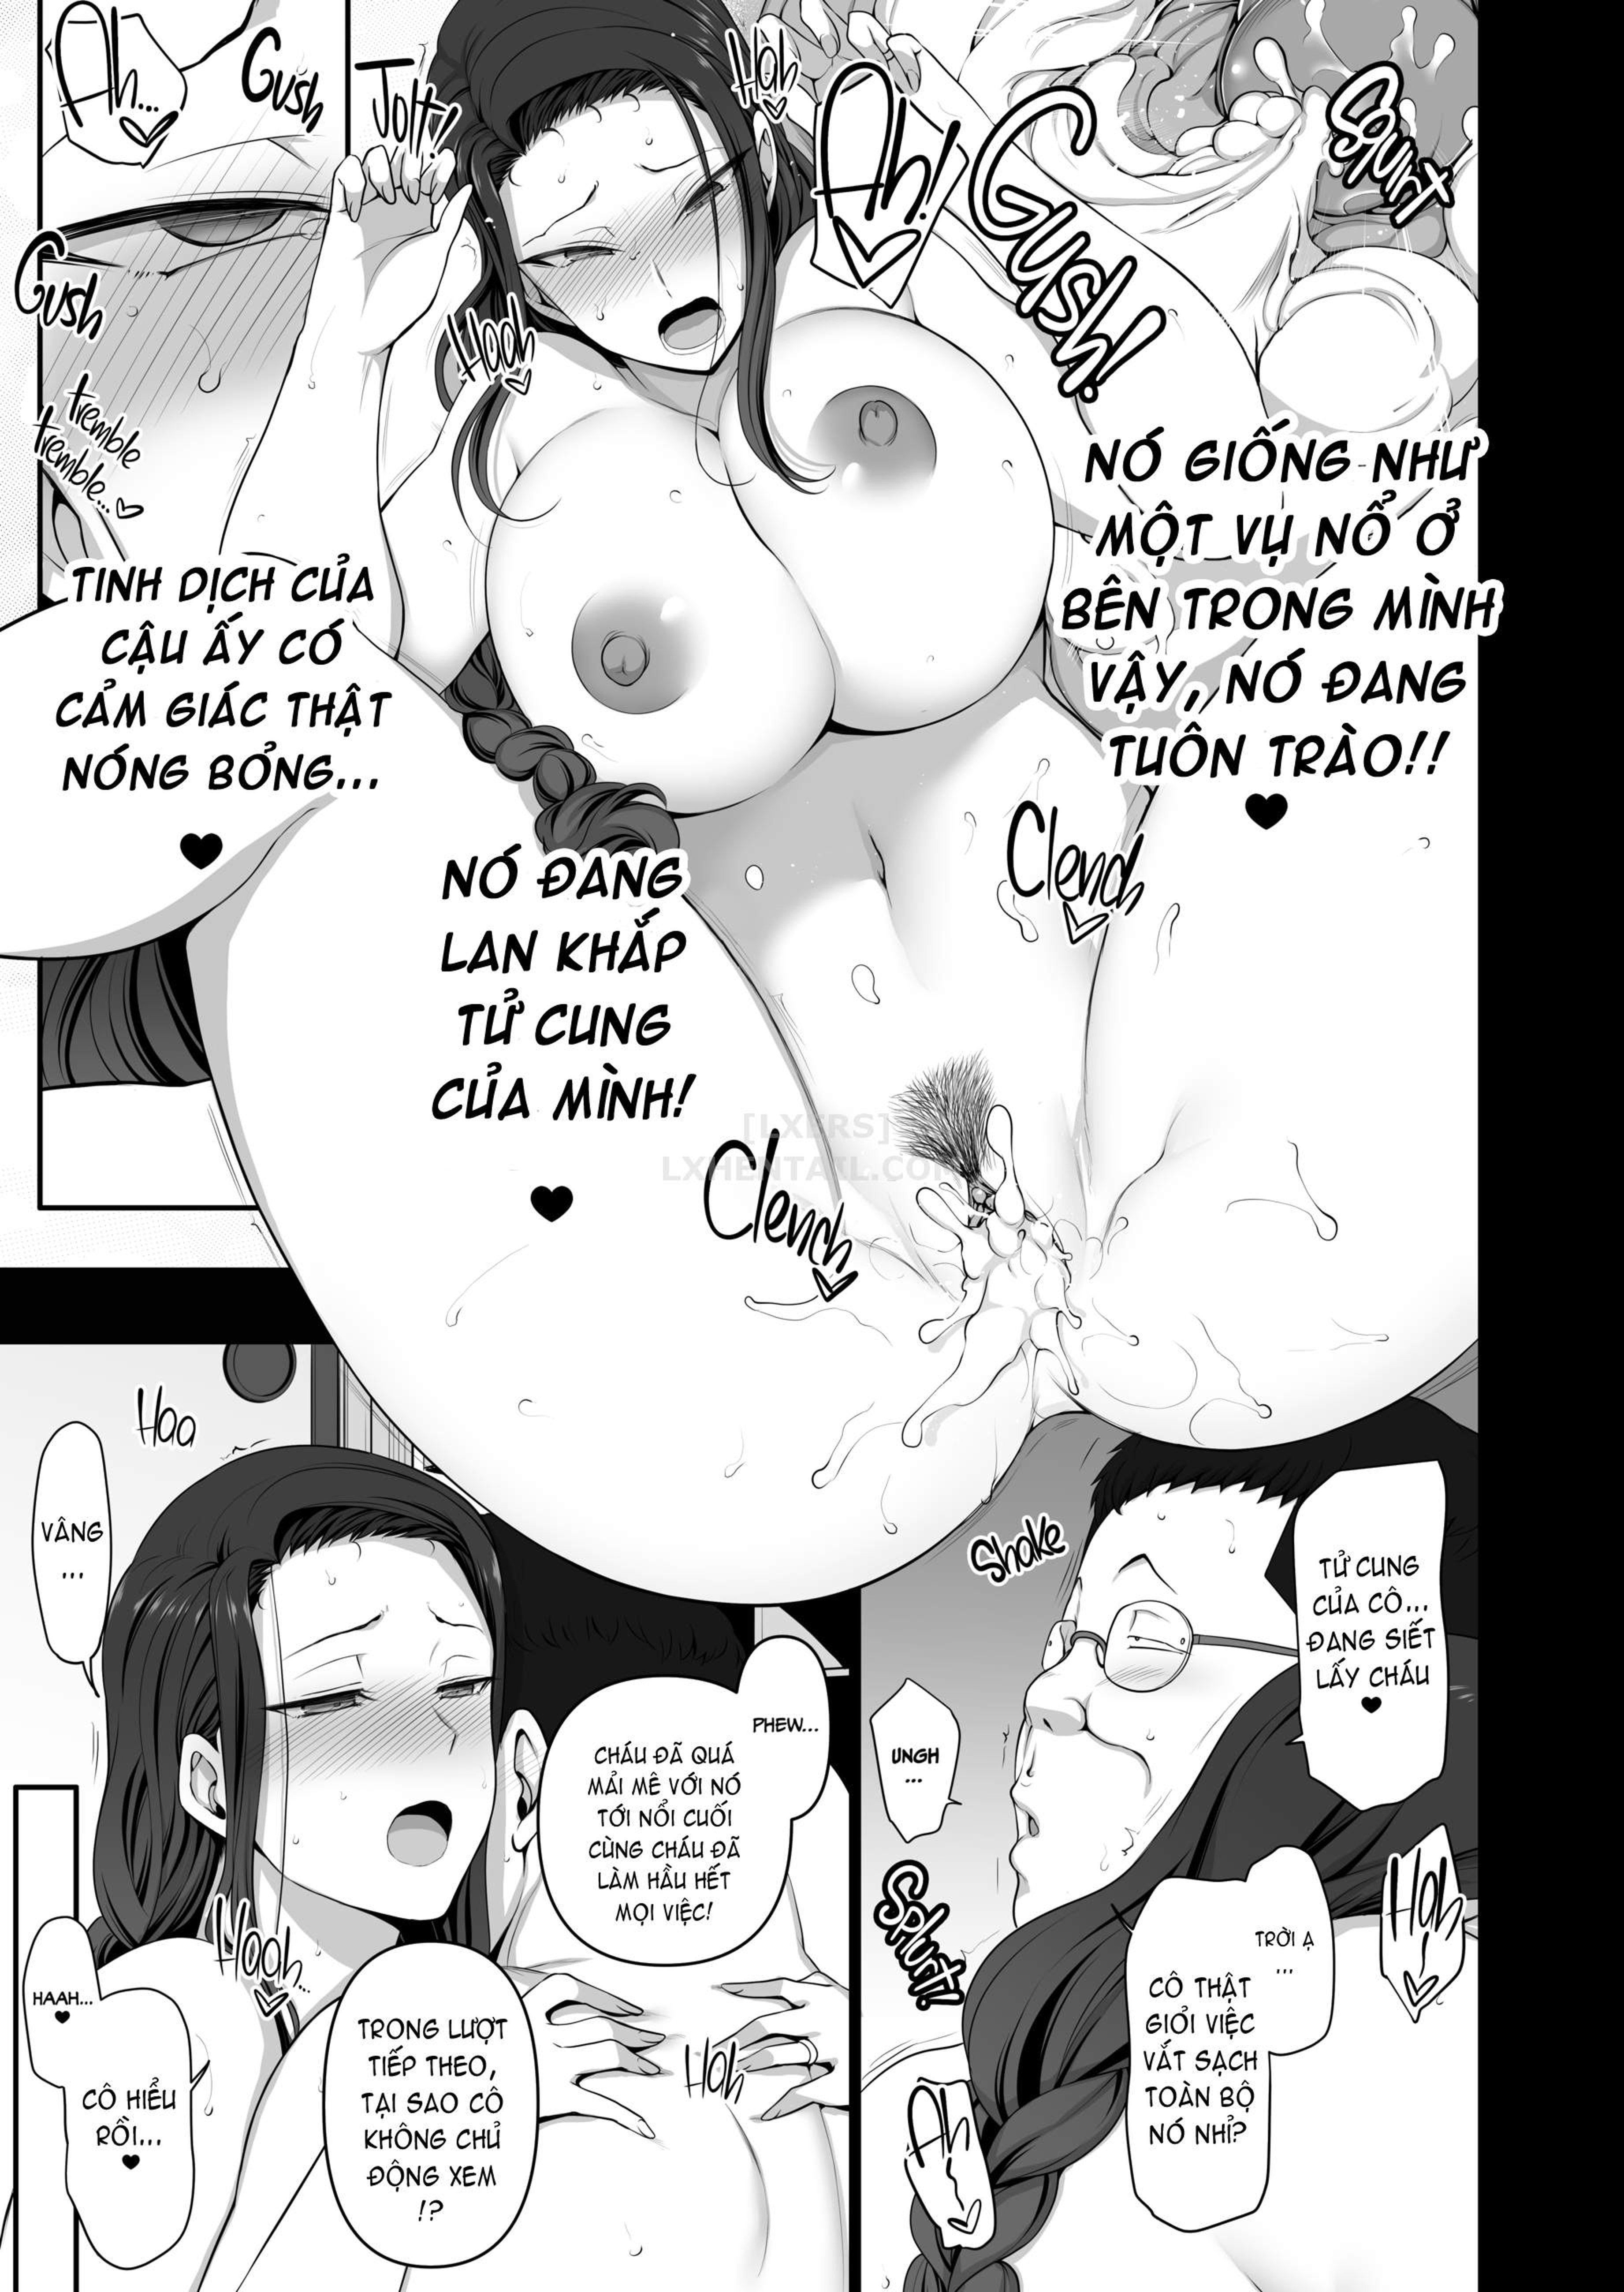 Squirt
Gush!
Ah!
Hah
Jolt!
Gush
Ah...
Gush
Haah
tremble
tremble...
NÓ GIỐNG NHƯ
MỘT VỤ NỔ Ở
BÊN TRONG MÌNH
VẬY, NÓ ĐANG
TUÔN TRÀO!!
TINH DỊCH CỦA
CẬU ẤY CÓ
CẢM GIÁC THẬT
NÓNG BỎNG...
NÓ ĐANG
LAN KHẮP
TỬ CUNG
CỦA MÌNH!
Clench
Clench
[LXERS]
TỬ CUNG
CỦA CÔ...
ĐANG SIẾT
LẤY CHÁU
Shake
UNGH
...
Hah
Splurt!
TRỜI Ạ
...
CÔ THẬT
GIỎI VIỆC
VẮT SẠCH
TOÀN BỘ
NÓ NHỈ?
Ah
PHEW...
CHÁU ĐÃ QUÁ
MẢI MÊ VỚI NÓ
TỚI NỔI CUỐI
CÙNG CHÁU ĐÃ
LÀM HẦU HẾT
MỌI VIỆC!
Haa
VÂNG
...
Hah
Haah...
TRONG LƯỢT
TIẾP THEO,
TẠI SAO CÔ
KHÔNG CHỦ
ĐỘNG XEM
!?
HAAH...
CÔ HIỂU
RỒI...